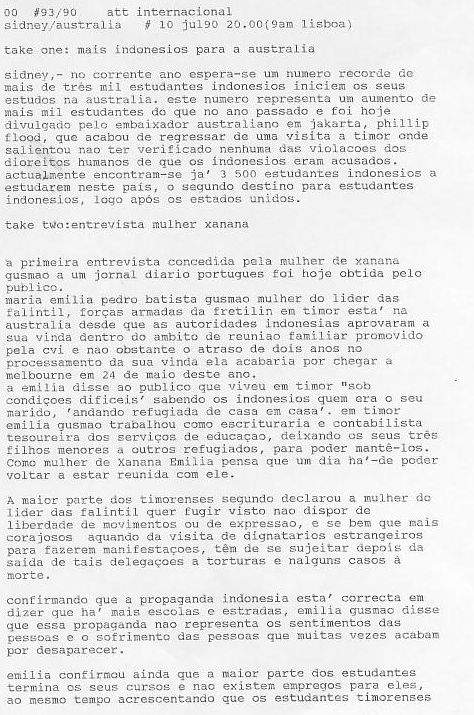 00  #93/90    att internacional
sidney/australia   # 10 jul90 20.00(9am lisboa)
take one: mais indonesios para a australia
sidney,- no corrente ano espera-se um numero recorde de
mais de três mil estudantes indonesios iniciem os seus
estudos na australia. este numero representa um aumento de
mais mil estudantes do que no ano passado e foi hoje
divulgado pelo embaixador australiano em jakarta, phillip
flood, que acabou de regressar de uma visita a timor onde
salientou nao ter verificado nenhuma das violacoes dos
dioreitos humanos de que os indonesios eram acusados.
actualmente encontram-se ja' 3 500 estudantes indonesios a
estudarem neste país, o segundo destino para estudantes
indonesios, logo após os estados unidos.
take two:entrevista mulher xanana
a primeira entrevista concedida pela mulher de xanana
gusmao a um jornal diario portugues foi hoje obtida pelo
publico.
maria emilia pedro batista gusmao mulher do lider das
falintil, forças armadas da fretilin em timor esta' na
australia desde que as autoridades indonesias aprovaram a
sua vinda dentro do ambito de reuniao familiar promovido
pela cvi e nao obstante o atraso de dois anos no
processamento da sua vinda ela acabaria por chegar a
melbourne em 24 de maio deste ano.
a emilia disse ao publico que viveu em timor "sob
condiçoes dificeis' sabendo os indonesios quem era o seu
marido, 'andando refugiada de casa em casa'. em timor
emilia gusmao trabalhou como escrituraria e contabilista
tesoureira dos serviços de educaçao, deixando os seus três
filhos menores a outros refugiados, para poder mantê-los.
Como mulher de Xanana Emilia pensa que um dia ha'-de poder
voltar a estar reunida com ele.
A maior parte dos timorenses segundo declarou a mulher do
lider das falintil quer fugir visto nao dispor de
liberdade de movimentos ou de expressao, e se bem que mais
corajosos  aquando da visita de dignatarios estrangeiros
para fazerem manifestaçoes, têm de se sujeitar depois da
saida de tais delegaçoes a torturas e nalguns casos à
morte.
confirmando que a propaganda indonesia esta' correcta em
dizer que ha' mais escolas e estradas, emilia gusmao disse
que essa propaganda nao representa os sentimentos das
pessoas e o sofrimento das pessoas que muitas vezes acabam
por desaparecer.
emilia confirmou ainda que a maior parte dos estudantes
termina os seus cursos e nao existem empregos para eles,
ao mesmo tempo acrescentando que os estudantes timorenses